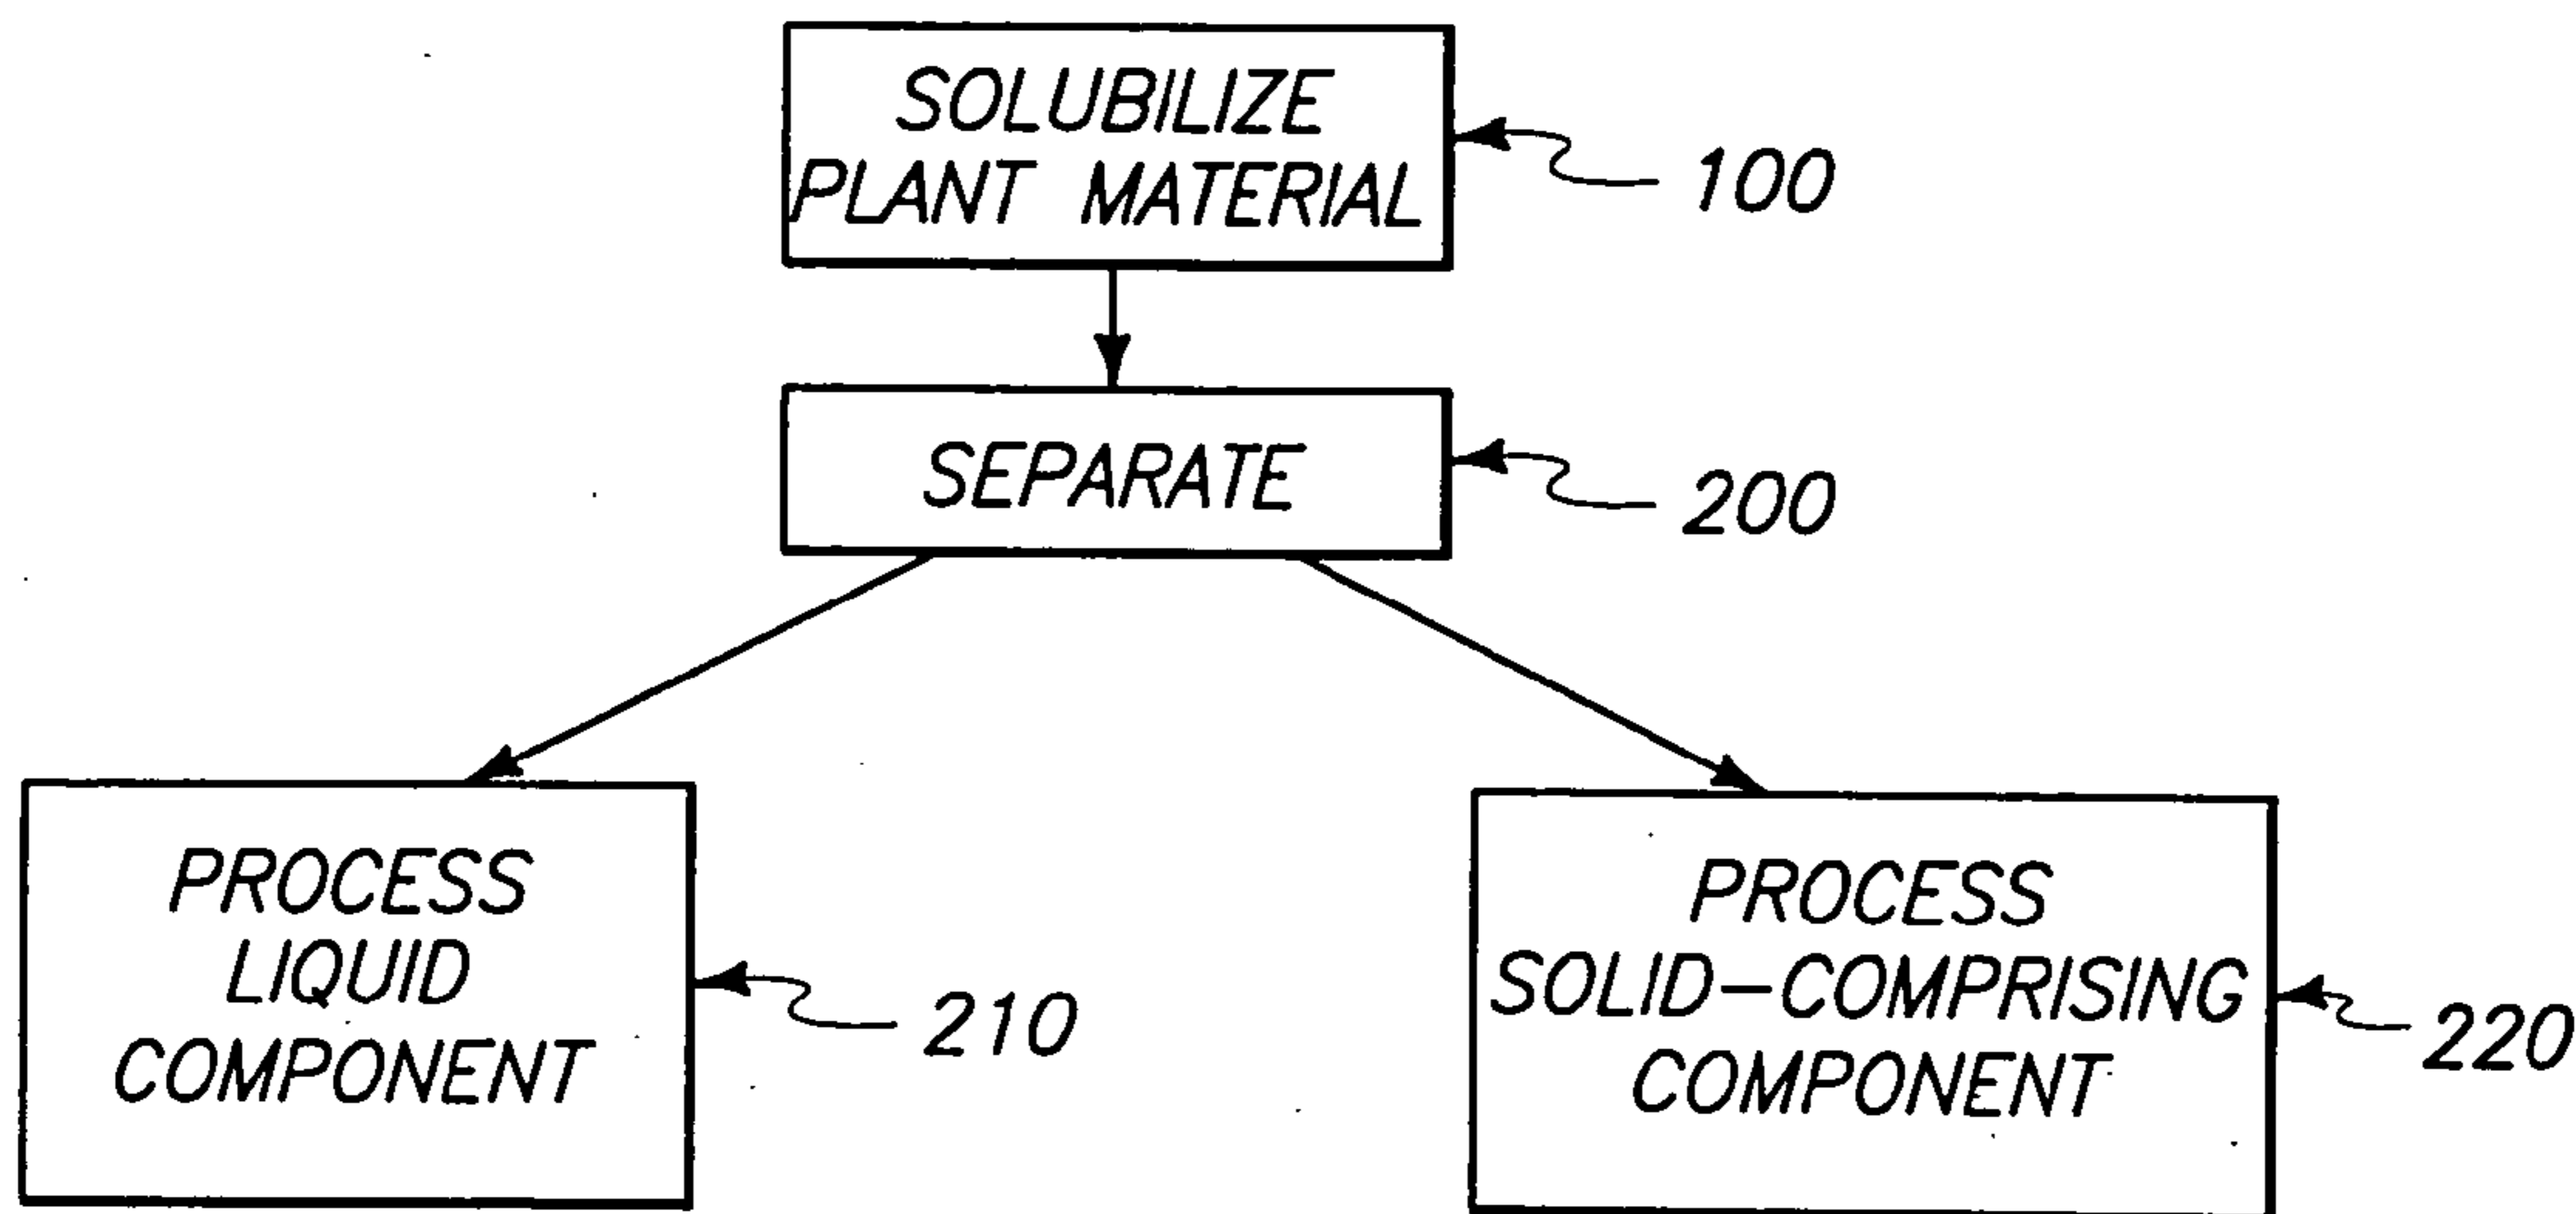 SOLUBILIZE
PLANT MATERIAL
100
SEPARATE
200
PROCESS
LIQUID
COMPONENT
210
PROCESS
SOLID-COMPRISING
COMPONENT
220